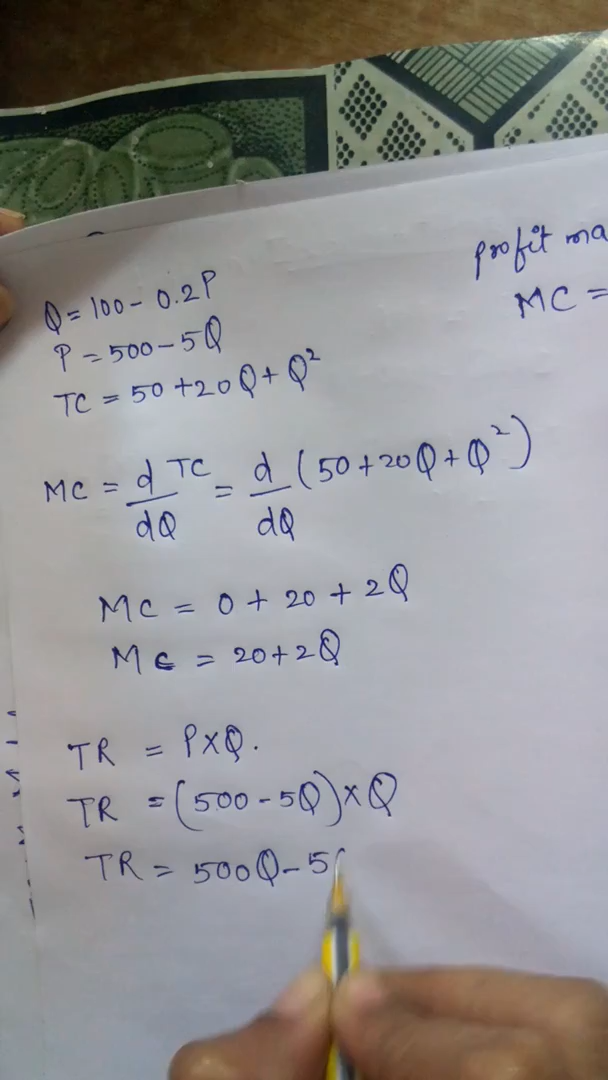 profit
MC =
Q = 100 - 0.2P
P = 500 - 5Q
TC = 50 + 20Q + Q²
MC = d TC / dQ = d / dQ (50 + 20Q + Q²)
MC = 0 + 20 + 2Q
MC = 20 + 2Q
TR = P×Q.
TR = (500 - 5Q) × Q
TR = 500Q - 5